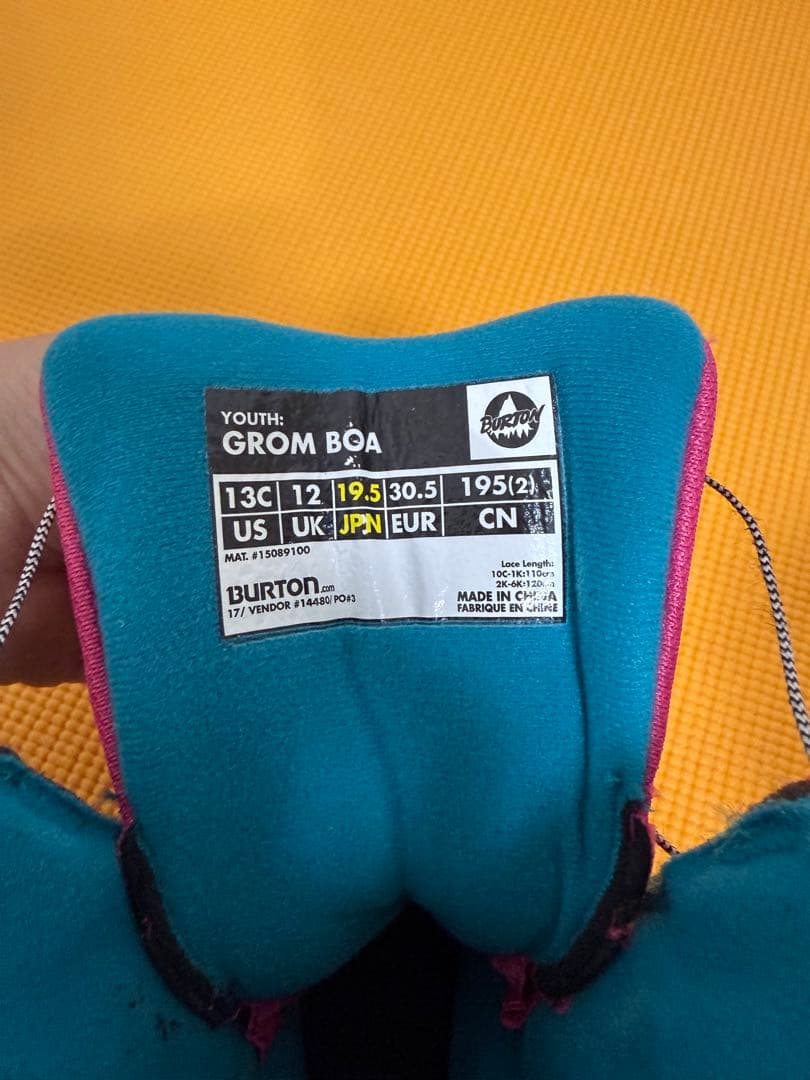 YOUTH:
GROM BOA
BURTON
13C 12 19.5 30.5 195(2)
US UK JPN EUR CN
MAT. #15089100
BURTON.com
17/ VENDOR #14480/PO#3
Lace Length:
10C-1K:110cm
2K-6K:120cm
MADE IN CHINA
FABRIQUE EN CHINE